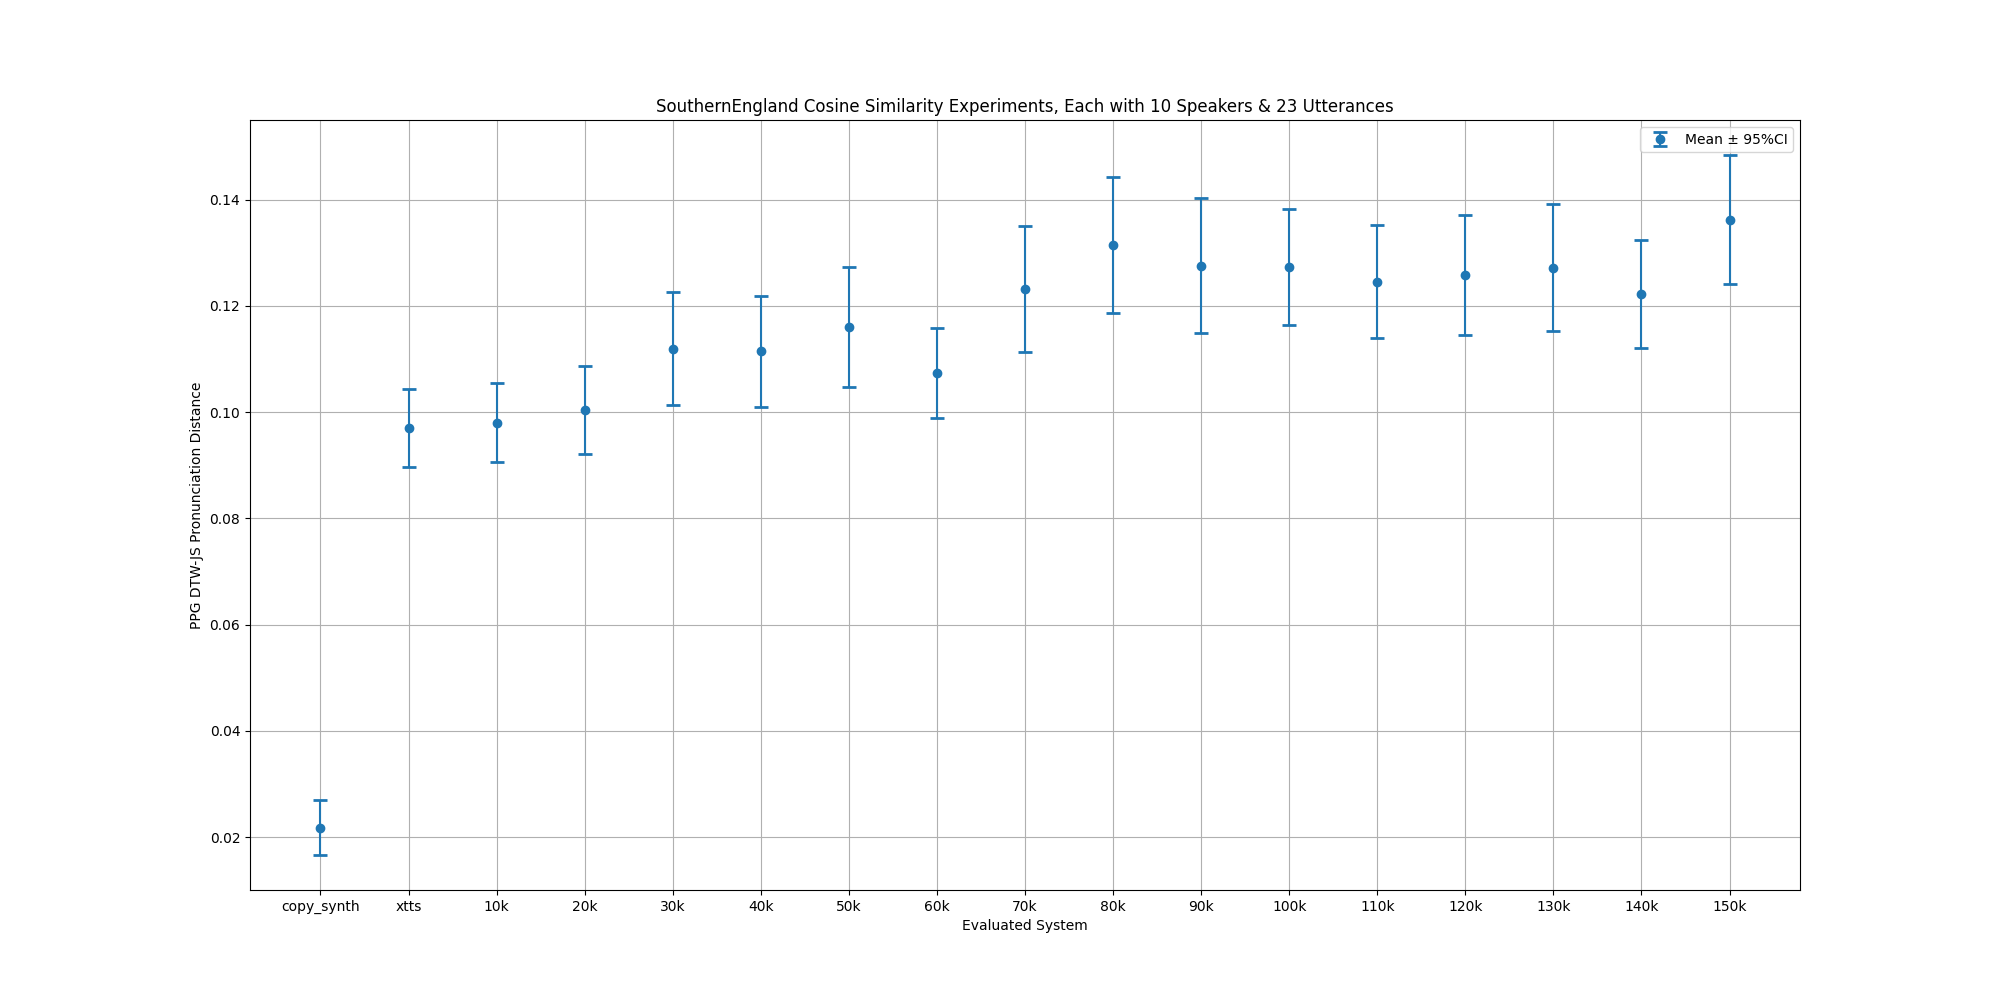 SouthernEngland Cosine Similarity Experiments, Each with 10 Speakers & 23 Utterances
Mean ± 95%CI
PPG DTW-JS Pronunciation Distance
0.14
0.12
0.10
0.08
0.06
0.04
0.02
copy_synth xtts 10k 20k 30k 40k 50k 60k 70k 80k 90k 100k 110k 120k 130k 140k 150k
Evaluated System